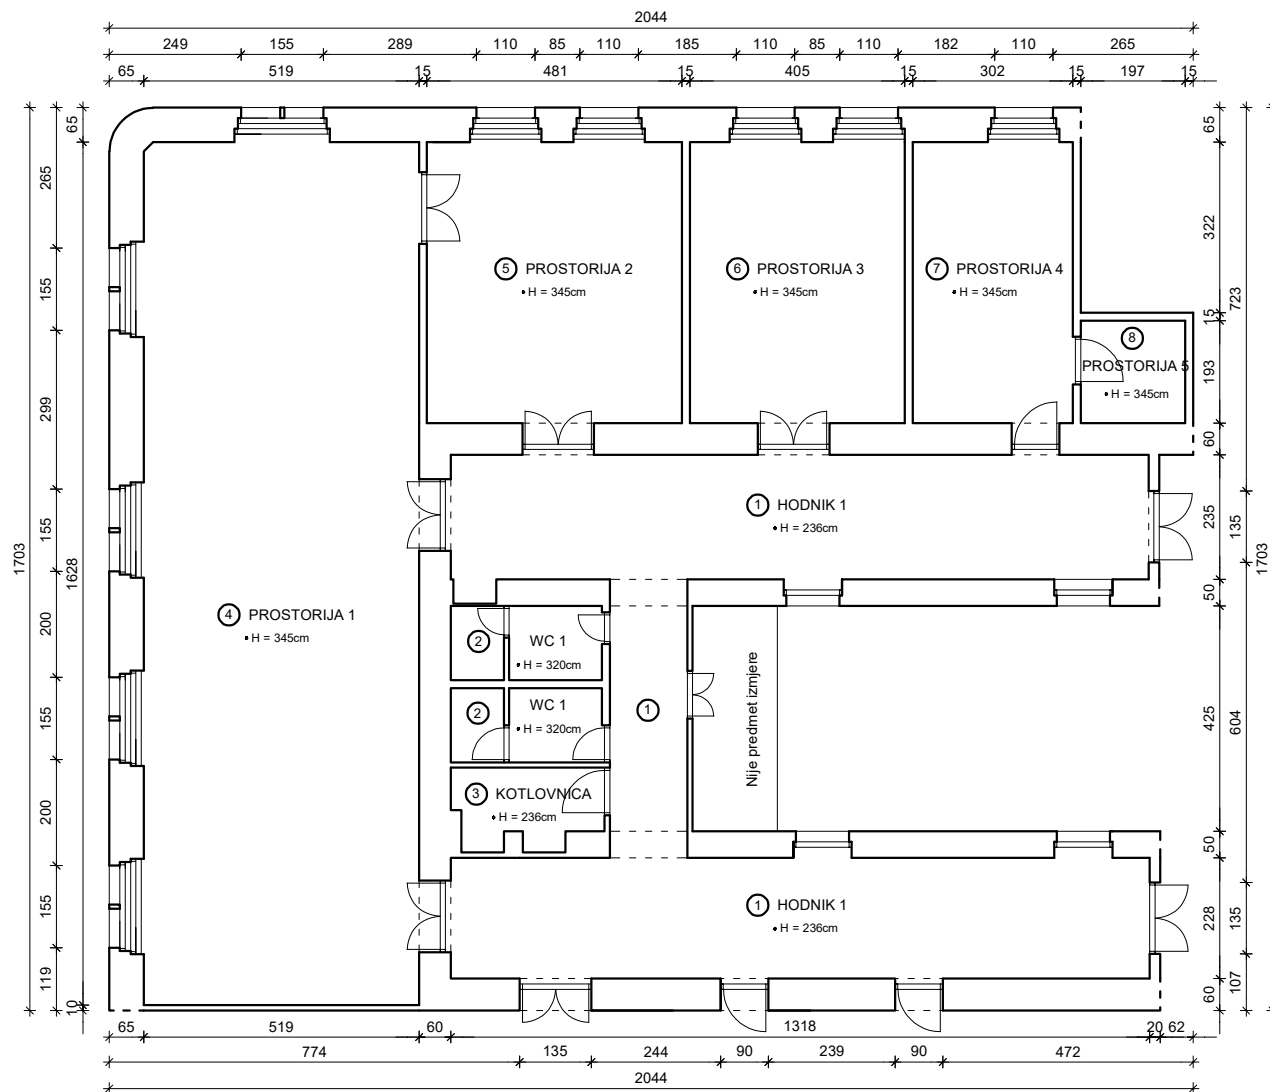 2044
249 155 289 110 85 110 185 110 85 110 182 110 265
65 519 15 481 15 405 15 302 15 197 15
65
65
265
322
5 PROSTORIJA 2
• H = 345cm
6 PROSTORIJA 3
• H = 345cm
7 PROSTORIJA 4
• H = 345cm
155
15
723
8
PROSTORIJA 5
• H = 345cm
193
299
60
1 HODNIK 1
• H = 236cm
155
235
135
1703
1628
1703
50
4 PROSTORIJA 1
• H = 345cm
200
2
WC 1
• H = 320cm
2
WC 1
• H = 320cm
1
Nije predmet izmjere
155
425
604
3 KOTLOVNICA
• H = 236cm
200
50
1 HODNIK 1
• H = 236cm
155
228
135
119
10
60
107
65 519 60 1318 20 62
774 135 244 90 239 90 472
2044